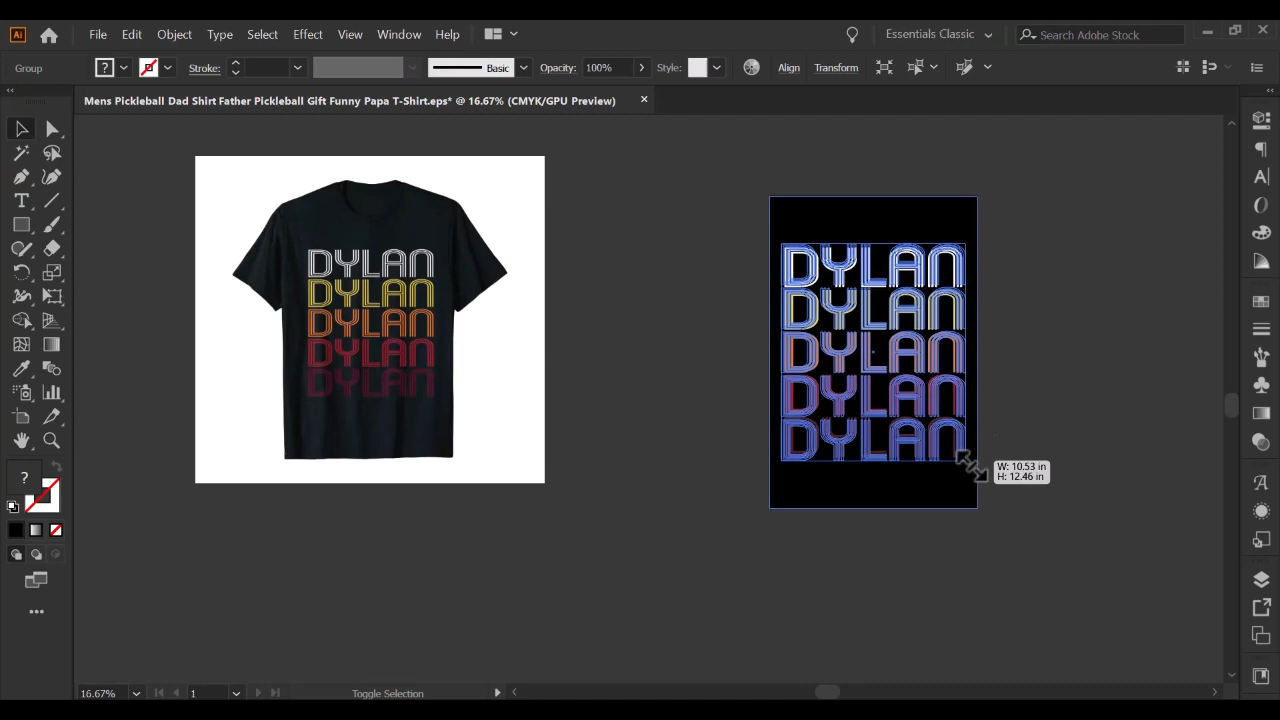 Ai File Edit Object Type Select Effect View Window Help Essentials Classic Search Adobe Stock
Group ? Stroke: Basic Opacity: 100% Style: Align Transform
Mens Pickleball Dad Shirt Father Pickleball Gift Funny Papa T-Shirt.eps* @ 16.67% (CMYK/GPU Preview)
DYLAN
DYLAN
DYLAN
DYLAN
DYLAN
DYLAN
DYLAN
DYLAN
DYLAN
DYLAN
W: 10.53 in
H: 12.46 in
?
16.67% 1 Toggle Selection